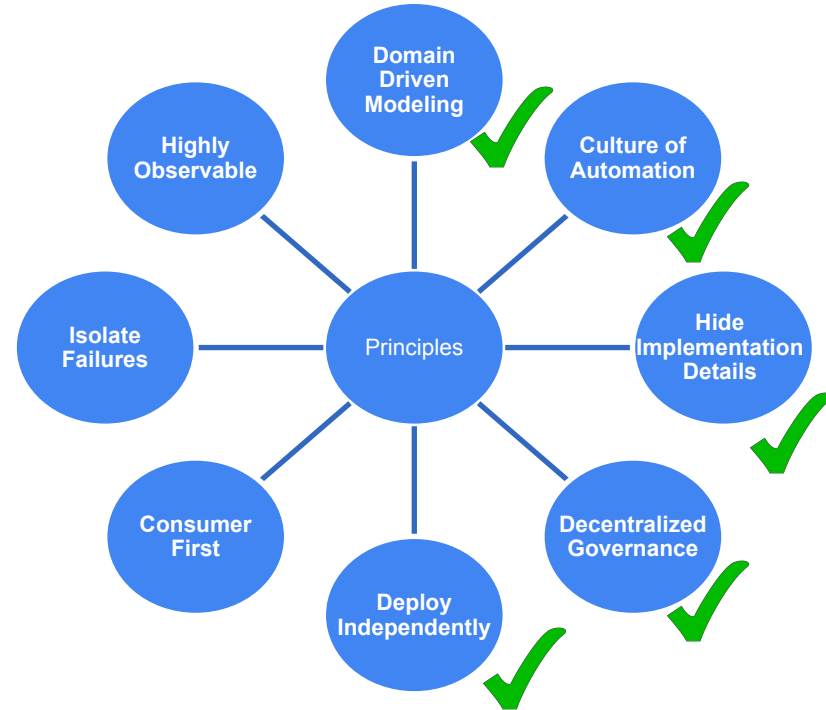 Domain
Driven
Modeling
Culture of
Automation
Hide
Implementation
Details
Decentralized
Governance
Deploy
Independently
Consumer
First
Isolate
Failures
Highly
Observable
Principles